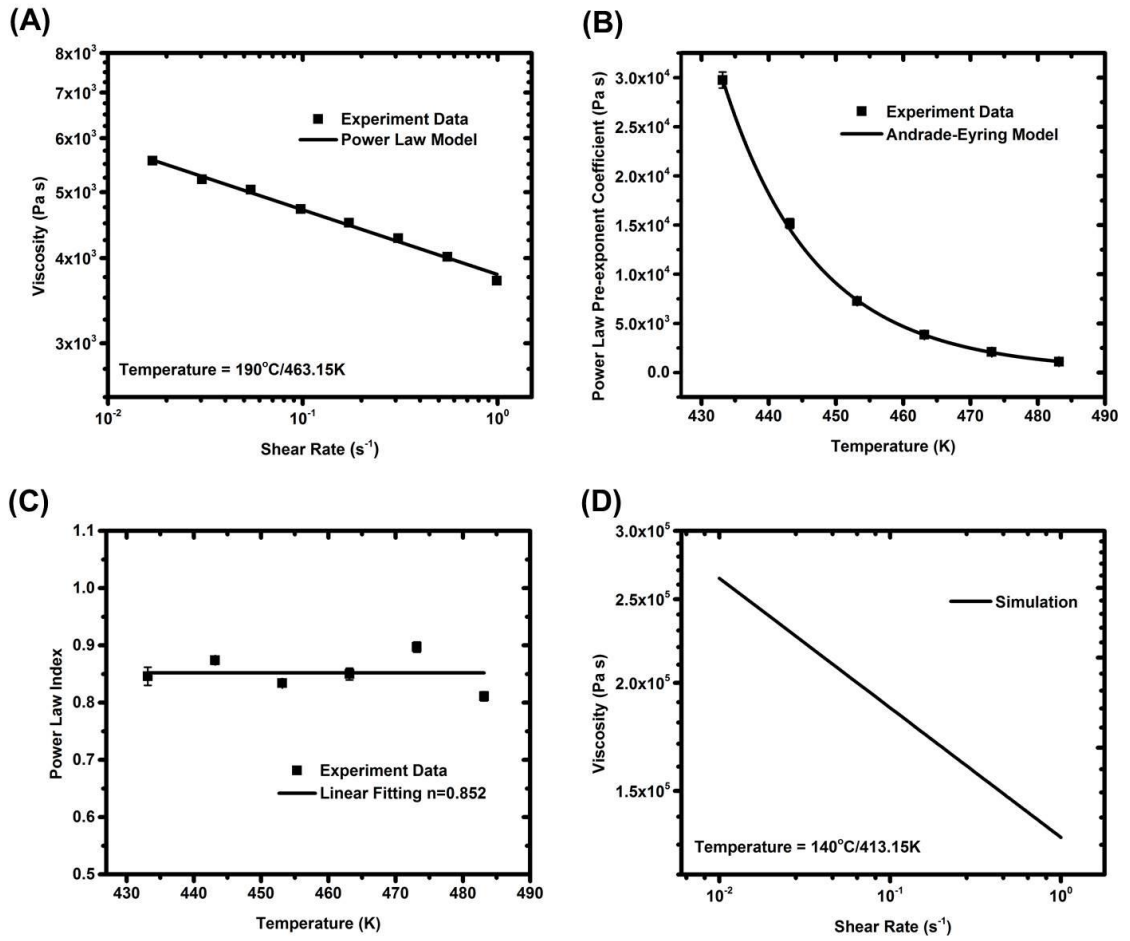 (A)
8x10³
7x10³
6x10³
5x10³
4x10³
3x10³
Viscosity (Pa s)
Experiment Data
Power Law Model
Temperature = 190°C/463.15K
10⁻² 10⁻¹ 10⁰
Shear Rate (s⁻¹)
(B)
3.0x10⁴
2.5x10⁴
2.0x10⁴
1.5x10⁴
1.0x10⁴
5.0x10³
0.0
Power Law Pre-exponent Coefficient (Pa s)
Experiment Data
Andrade-Eyring Model
430 440 450 460 470 480 490
Temperature (K)
(C)
1.1
1.0
0.9
0.8
0.7
0.6
0.5
Power Law Index
Experiment Data
Linear Fitting n=0.852
430 440 450 460 470 480 490
Temperature (K)
(D)
3.0x10⁵
2.5x10⁵
2.0x10⁵
1.5x10⁵
Viscosity (Pa s)
Simulation
Temperature = 140°C/413.15K
10⁻² 10⁻¹ 10⁰
Shear Rate (s⁻¹)